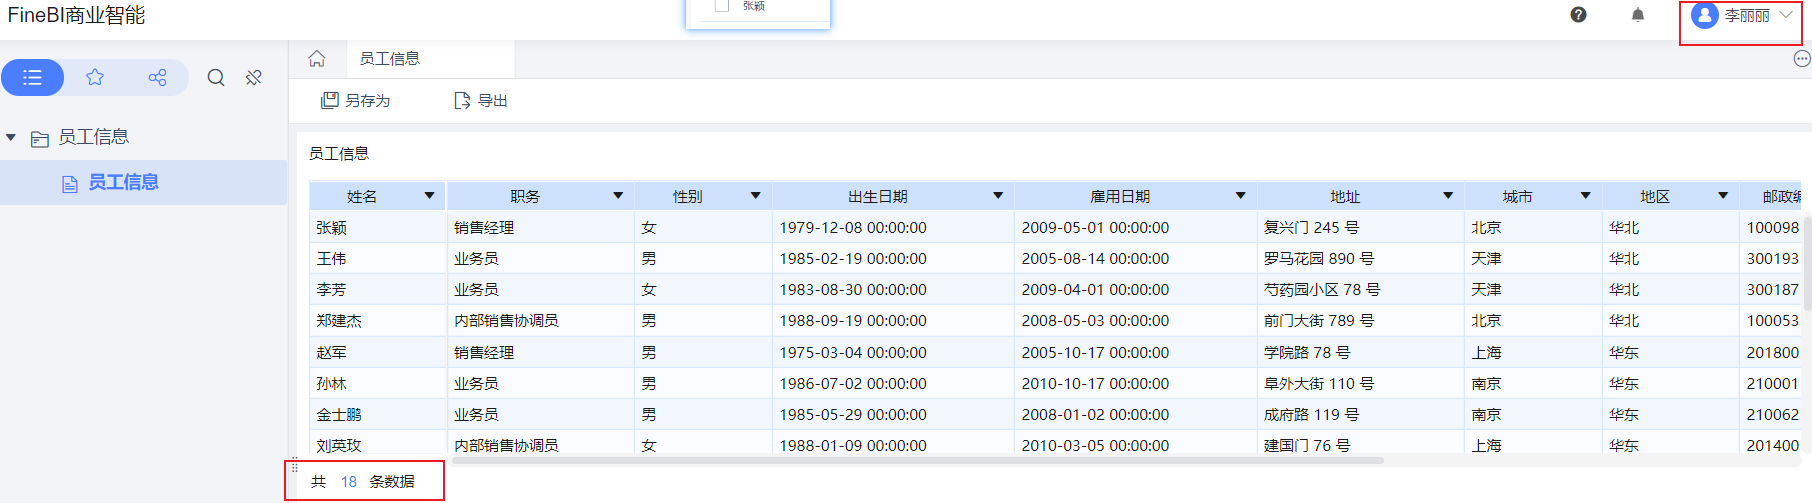 FineBI商业智能
张颖
李丽丽
员工信息
另存为 导出
员工信息
员工信息
员工信息
姓名 职务 性别 出生日期 雇用日期 地址 城市 地区 邮政编
张颖 销售经理 女 1979-12-08 00:00:00 2009-05-01 00:00:00 复兴门 245 号 北京 华北 100098
王伟 业务员 男 1985-02-19 00:00:00 2005-08-14 00:00:00 罗马花园 890 号 天津 华北 300193
李芳 业务员 女 1983-08-30 00:00:00 2009-04-01 00:00:00 芍药园小区 78 号 天津 华北 300187
郑建杰 内部销售协调员 男 1988-09-19 00:00:00 2008-05-03 00:00:00 前门大街 789 号 北京 华北 100053
赵军 销售经理 男 1975-03-04 00:00:00 2005-10-17 00:00:00 学院路 78 号 上海 华东 201800
孙林 业务员 男 1986-07-02 00:00:00 2010-10-17 00:00:00 阜外大街 110 号 南京 华东 210001
金士鹏 业务员 男 1985-05-29 00:00:00 2008-01-02 00:00:00 成府路 119 号 南京 华东 210062
刘英玫 内部销售协调员 女 1988-01-09 00:00:00 2010-03-05 00:00:00 建国门 76 号 上海 华东 201400
共 18 条数据